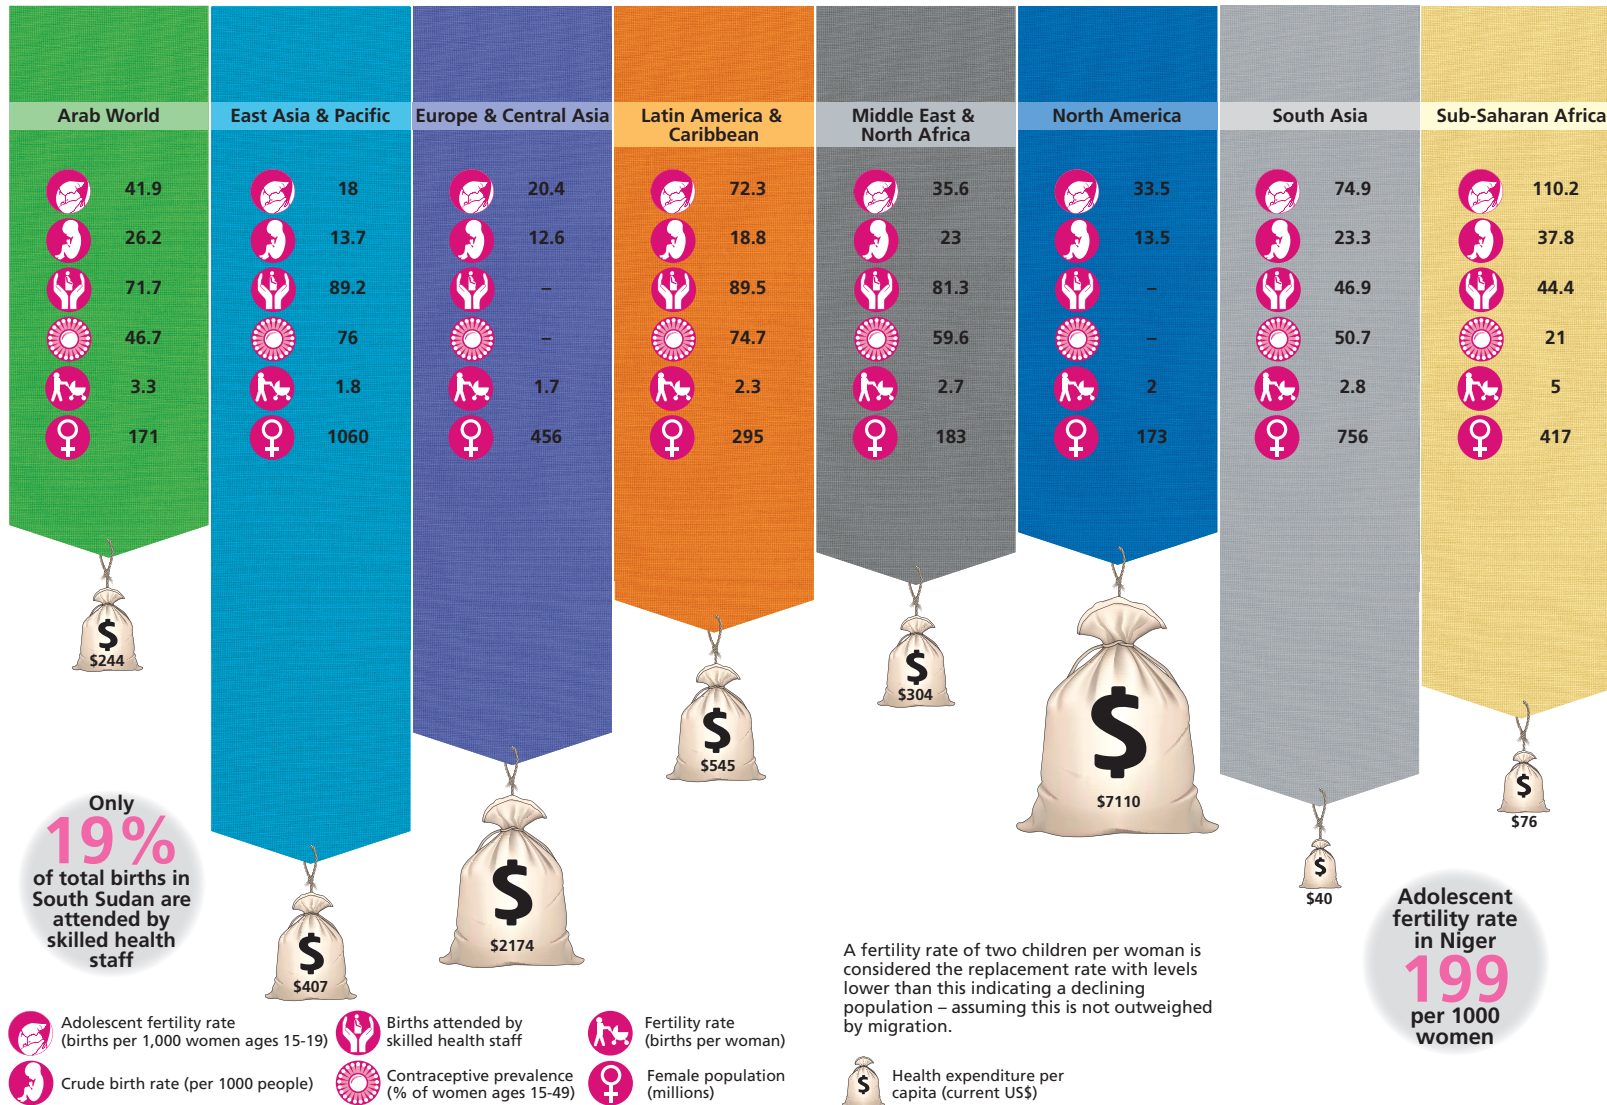 Arab World
41.9
26.2
71.7
46.7
3.3
171
$
$244
East Asia & Pacific
18
13.7
89.2
76
1.8
1060
$
$407
Europe & Central Asia
20.4
12.6
–
–
1.7
456
$
$2174
Latin America &
Caribbean
72.3
18.8
89.5
74.7
2.3
295
$
$545
Middle East &
North Africa
35.6
23
81.3
59.6
2.7
183
$
$304
North America
33.5
13.5
–
–
2
173
$
$7110
South Asia
74.9
23.3
46.9
50.7
2.8
756
$
$40
Sub-Saharan Africa
110.2
37.8
44.4
21
5
417
$
$76
Only
19%
of total births in
South Sudan are
attended by
skilled health
staff
A fertility rate of two children per woman is
considered the replacement rate with levels
lower than this indicating a declining
population – assuming this is not outweighed
by migration.
Adolescent
fertility rate
in Niger
199
per 1000
women
Adolescent fertility rate
(births per 1,000 women ages 15-19)
Crude birth rate (per 1000 people)
Births attended by
skilled health staff
Contraceptive prevalence
(% of women ages 15-49)
Fertility rate
(births per woman)
Female population
(millions)
$
Health expenditure per
capita (current US$)